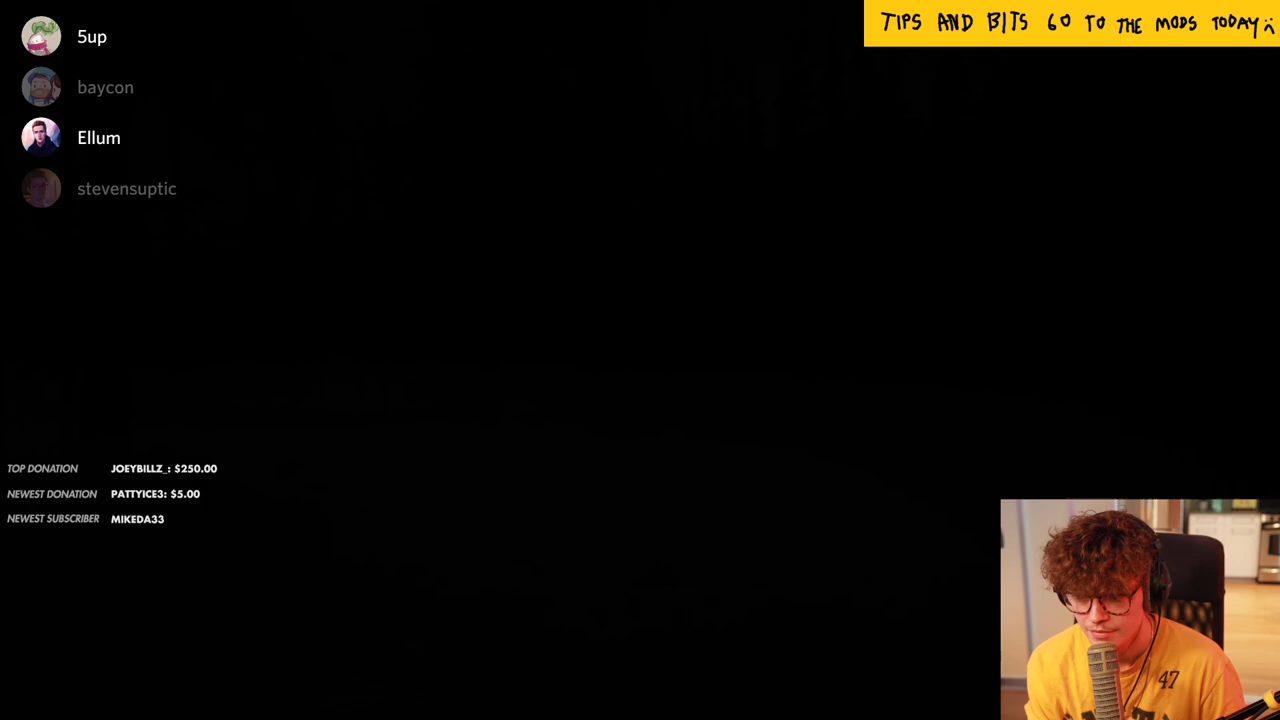 5up
baycon
Ellum
stevensuptic
TIPS AND BITS GO TO THE MODS TODAY :(
TOP DONATION JOEYBILLZ_: $250.00
NEWEST DONATION PATTYICE3: $5.00
NEWEST SUBSCRIBER MIKEDA33
47